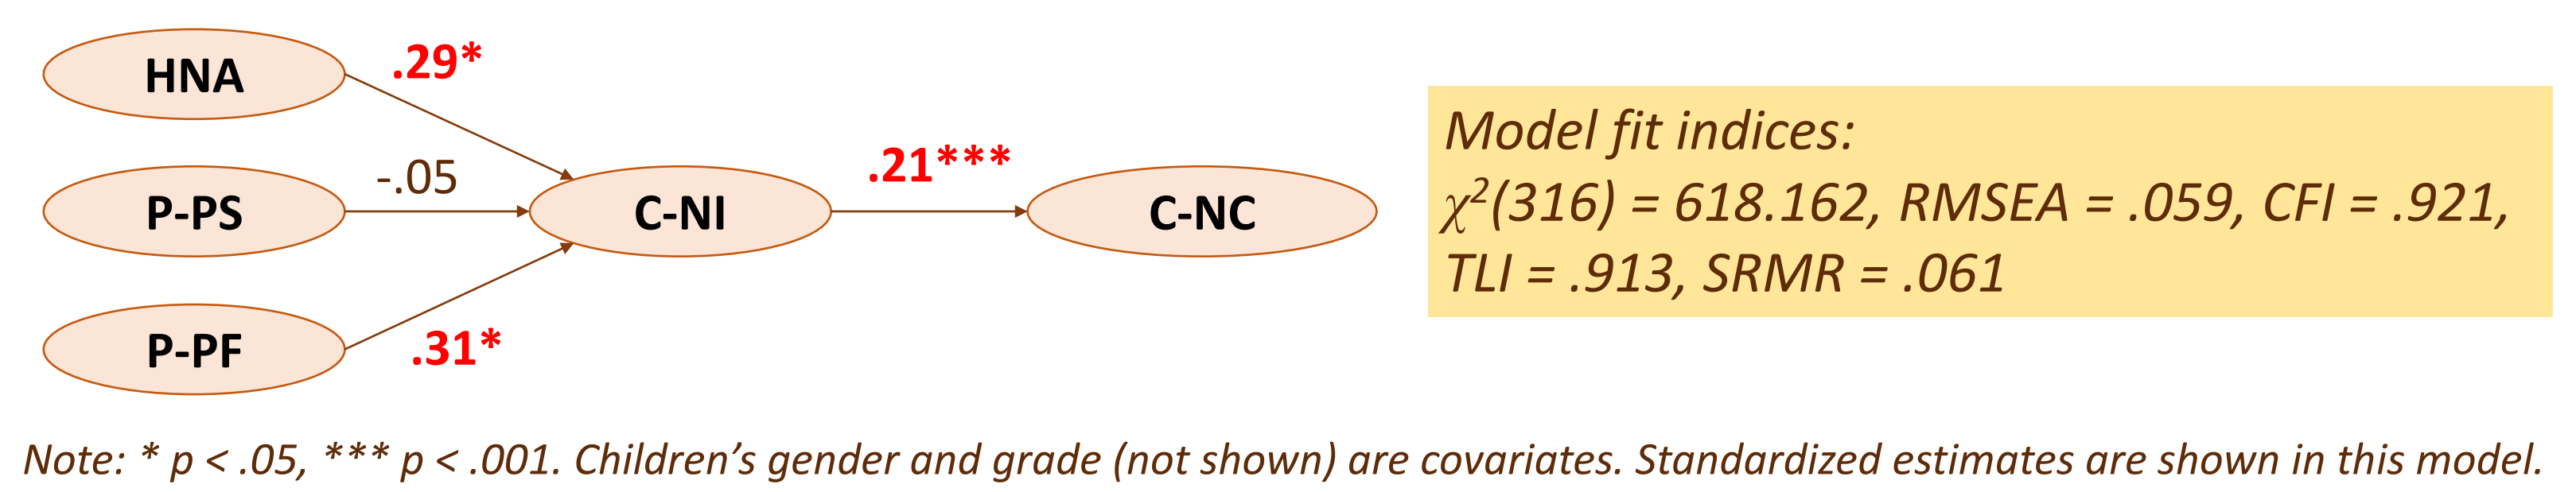 HNA
.29*
P-PS
-.05
C-NI
.21***
C-NC
P-PF
.31*
Model fit indices:
χ²(316) = 618.162, RMSEA = .059, CFI = .921,
TLI = .913, SRMR = .061
Note: * p < .05, *** p < .001. Children’s gender and grade (not shown) are covariates. Standardized estimates are shown in this model.